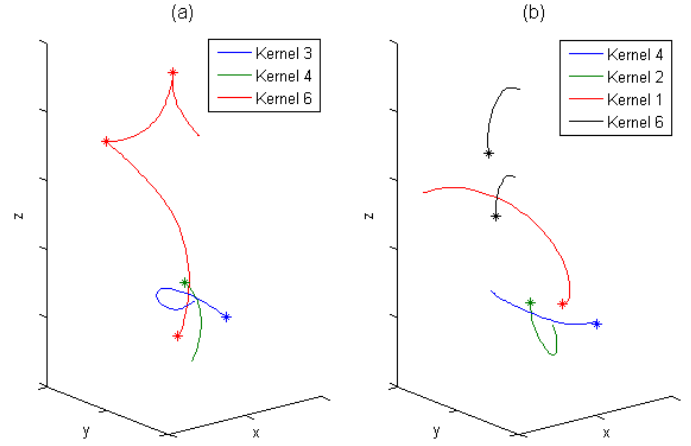 (a)
Kernel 3
Kernel 4
Kernel 6
z
y
x
(b)
Kernel 4
Kernel 2
Kernel 1
Kernel 6
z
y
x